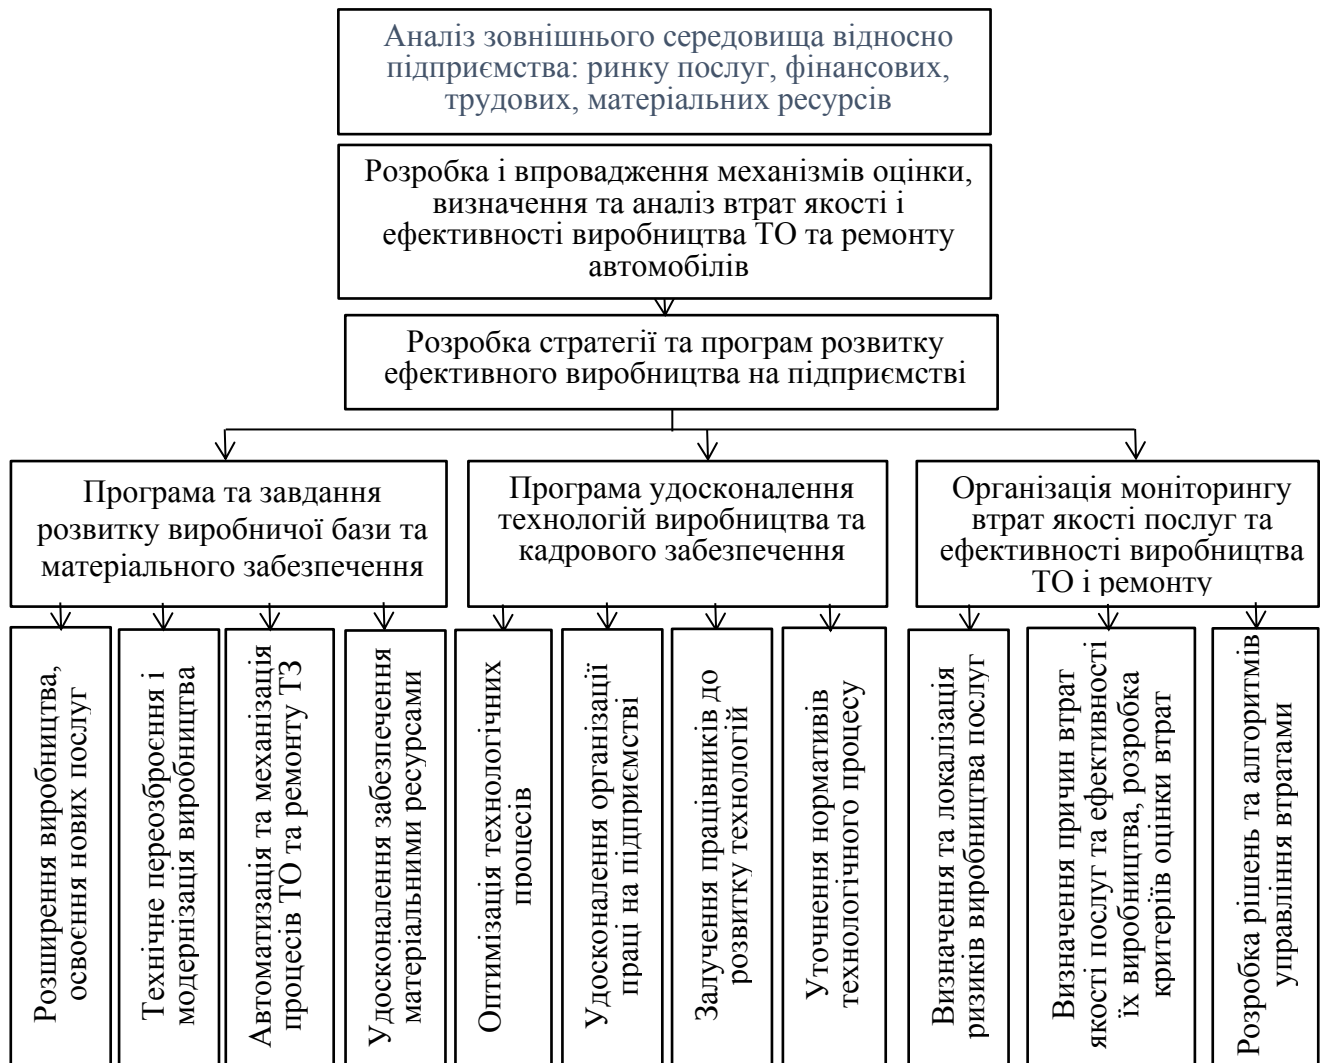 Аналіз зовнішнього середовища відносно
підприємства: ринку послуг, фінансових,
трудових, матеріальних ресурсів
Розробка і впровадження механізмів оцінки,
визначення та аналіз втрат якості і
ефективності виробництва ТО та ремонту
автомобілів
Розробка стратегії та програм розвитку
ефективного виробництва на підприємстві
Програма та завдання
розвитку виробничої бази та
матеріального забезпечення
Програма удосконалення
технологій виробництва та
кадрового забезпечення
Організація моніторингу
втрат якості послуг та
ефективності виробництва
ТО і ремонту
Розширення виробництва,
освоєння нових послуг
Технічне переозброєння і
модернізація виробництва
Автоматизація та механізація
процесів ТО та ремонту ТЗ
Удосконалення забезпечення
матеріальними ресурсами
Оптимізація технологічних
процесів
Удосконалення організації
праці на підприємстві
Залучення працівників до
розвитку технологій
Уточнення нормативів
технологічного процесу
Визначення та локалізація
ризиків виробництва послуг
Визначення причин втрат
якості послуг та ефективності
їх виробництва, розробка
критеріїв оцінки втрат
Розробка рішень та алгоритмів
управління втратами